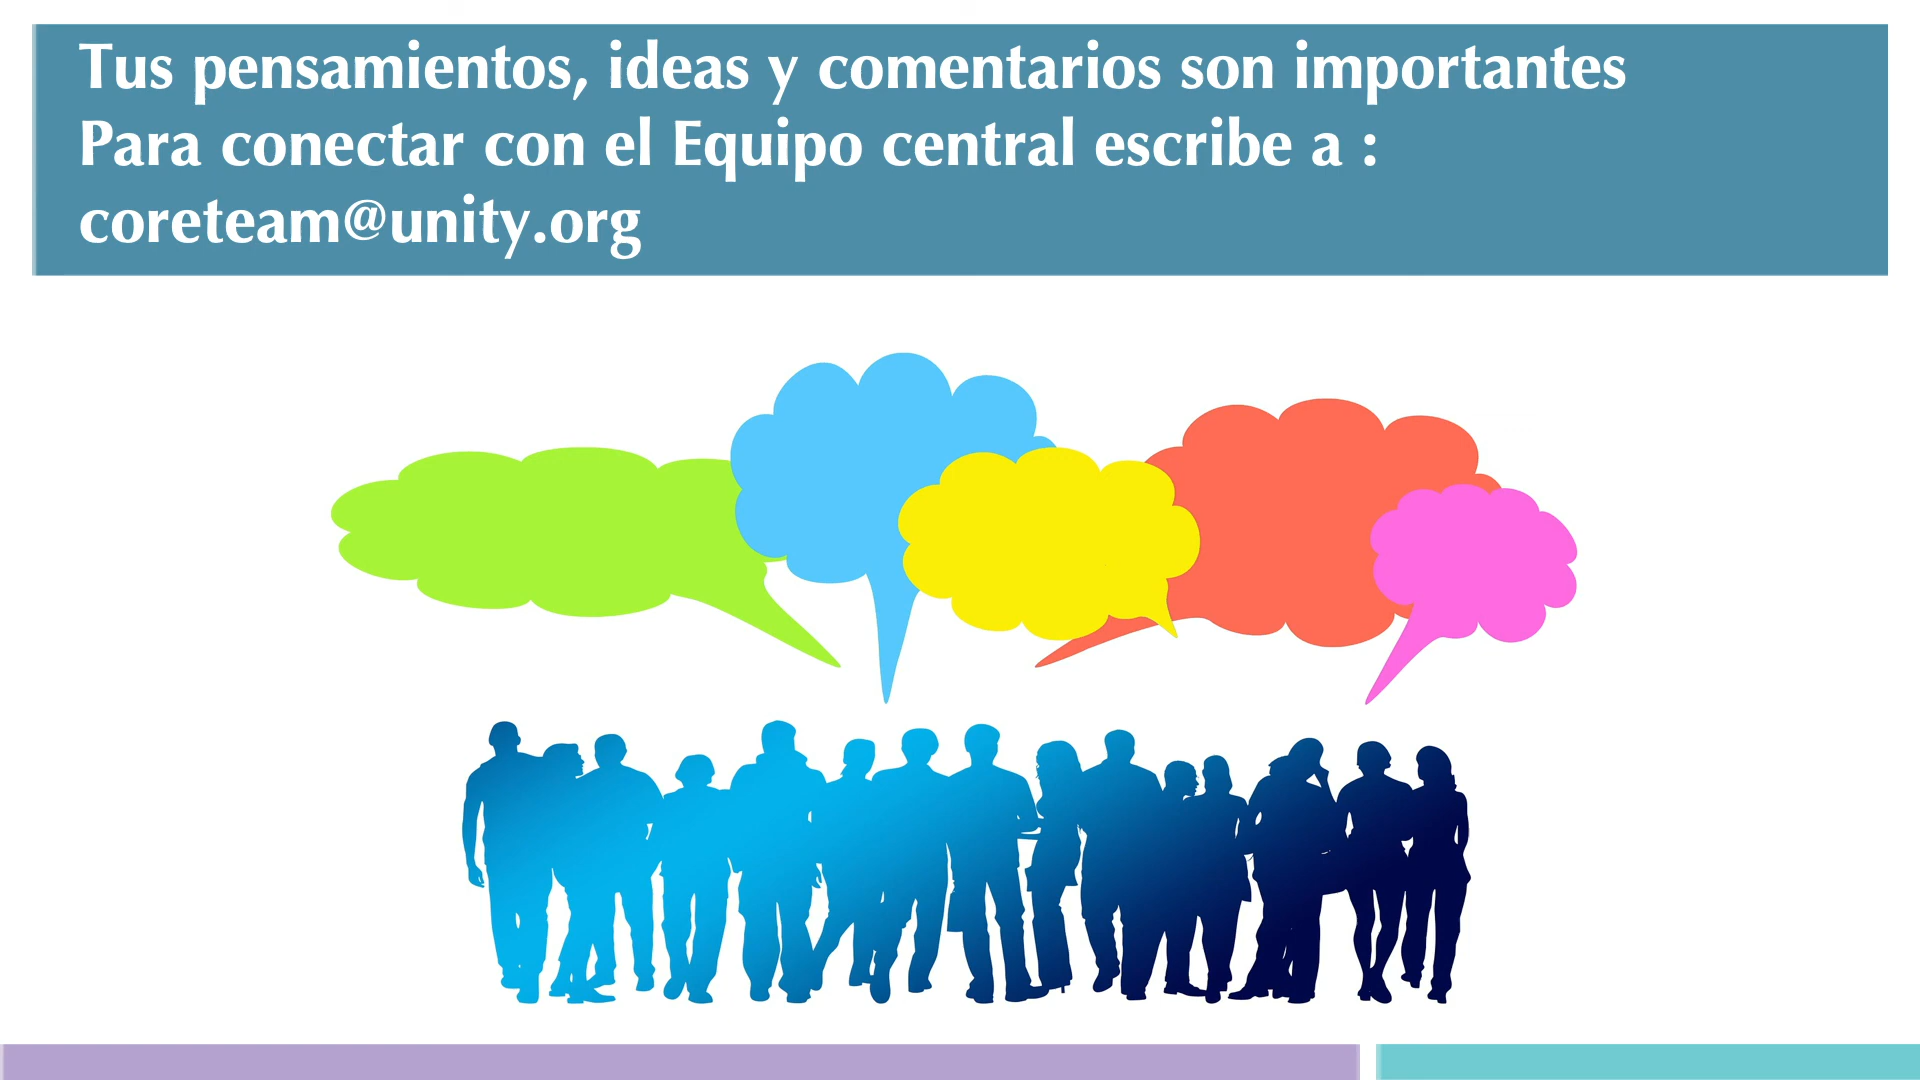 Tus pensamientos, ideas y comentarios son importantes
Para conectar con el Equipo central escribe a :
coreteam@unity.org